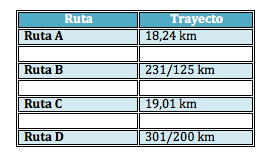 Ruta Trayecto
Ruta A 18,24 km
Ruta B 231/125 km
Ruta C 19,01 km
Ruta D 301/200 km